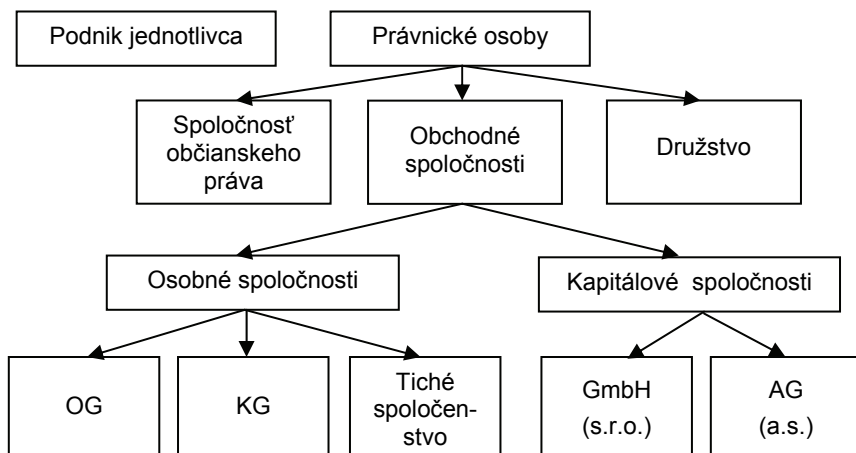 Podnik jednotlivca
Právnické osoby
Spoločnosť
občianskeho
práva
Obchodné
spoločnosti
Družstvo
Osobné spoločnosti
Kapitálové spoločnosti
OG
KG
Tiché
spoločen-
stvo
GmbH
(s.r.o.)
AG
(a.s.)